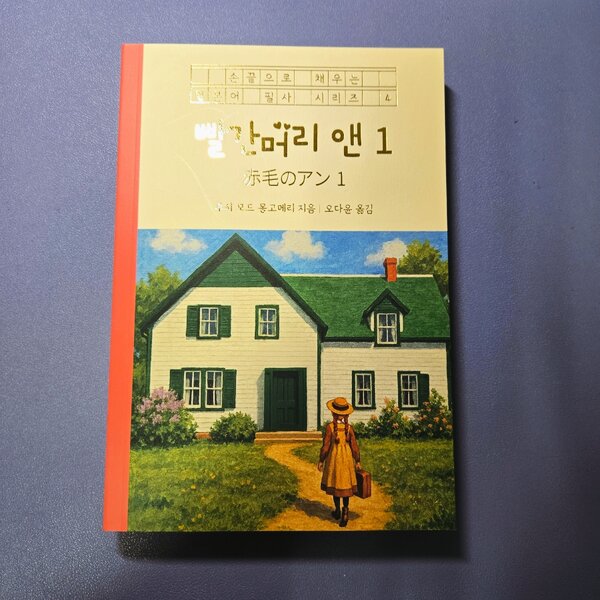 손끝으로 채우는
일본어 필사 시리즈 4
빨간머리 앤 1
赤毛のアン 1
루시 모드 몽고메리 지음 | 오다윤 옮김